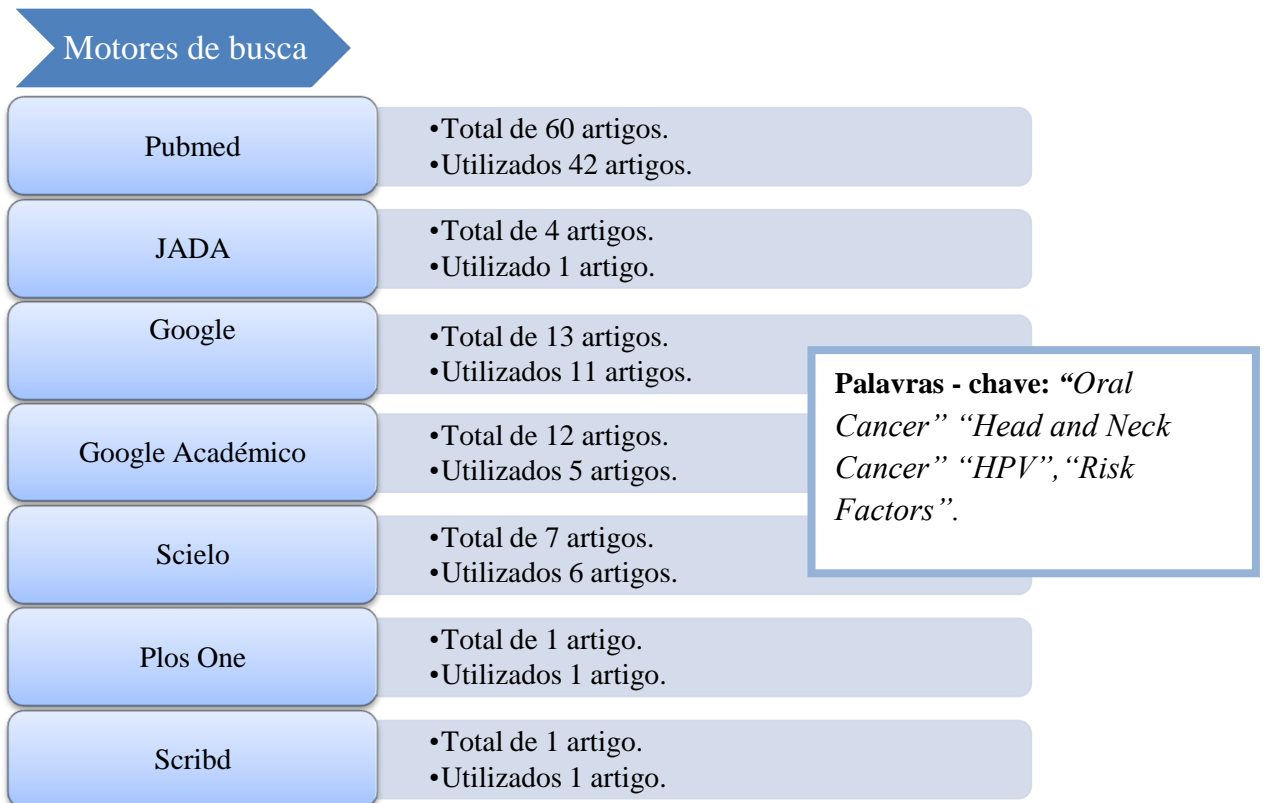 Motores de busca
Pubmed
•Total de 60 artigos.
•Utilizados 42 artigos.
JADA
•Total de 4 artigos.
•Utilizado 1 artigo.
Google
•Total de 13 artigos.
•Utilizados 11 artigos.
Google Académico
•Total de 12 artigos.
•Utilizados 5 artigos.
Scielo
•Total de 7 artigos.
•Utilizados 6 artigos.
Plos One
•Total de 1 artigo.
•Utilizados 1 artigo.
Scribd
•Total de 1 artigo.
•Utilizados 1 artigo.
Palavras - chave: “Oral
Cancer” “Head and Neck
Cancer” “HPV”,“Risk
Factors”.